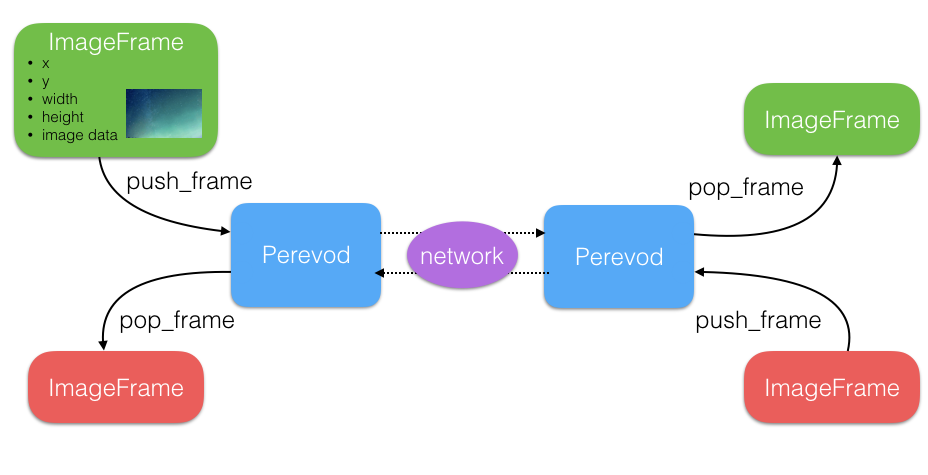 ImageFrame
• x
• y
• width
• height
• image data
push_frame
Perevod
pop_frame
ImageFrame
network
ImageFrame
pop_frame
Perevod
push_frame
ImageFrame